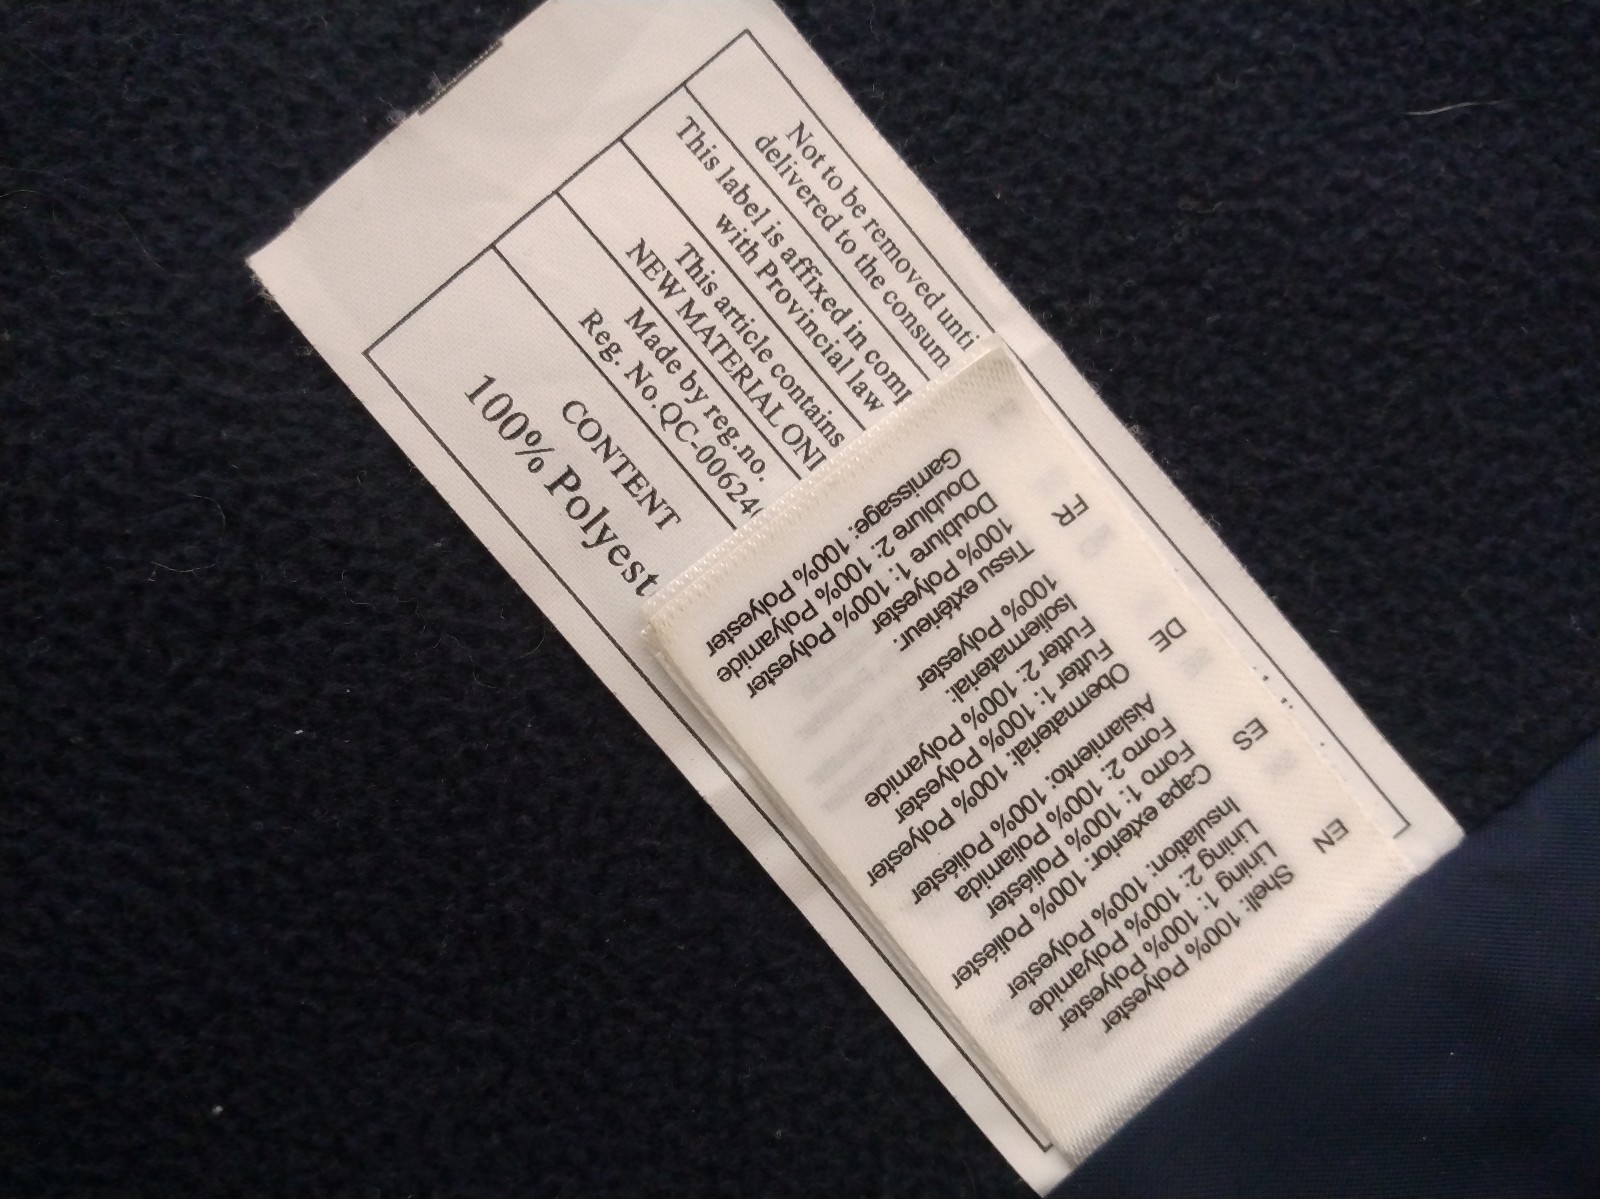 Not to be removed unti
delivered to the consum
This label is affixed in comp
with Provincial law
This article contains
NEW MATERIAL ONL
Made by reg.no.
Reg. No.QC-00624
CONTENT
100% Polyest
EN
Shell: 100% Polyester
Lining 1: 100% Polyester
Lining 2: 100% Polyamide
Insulation: 100% Polyester
ES
Capa exterior: 100% Poliéster
Forro 1: 100% Poliéster
Forro 2: 100% Poliamida
Aislamiento: 100% Poliéster
DE
Obermaterial: 100% Polyester
Futter 1: 100% Polyester
Futter 2: 100% Polyamide
Isoliermaterial:
100% Polyester
FR
Tissu extérieur:
100% Polyester
Doublure 1: 100% Polyester
Doublure 2: 100% Polyamide
Garnissage: 100% Polyester